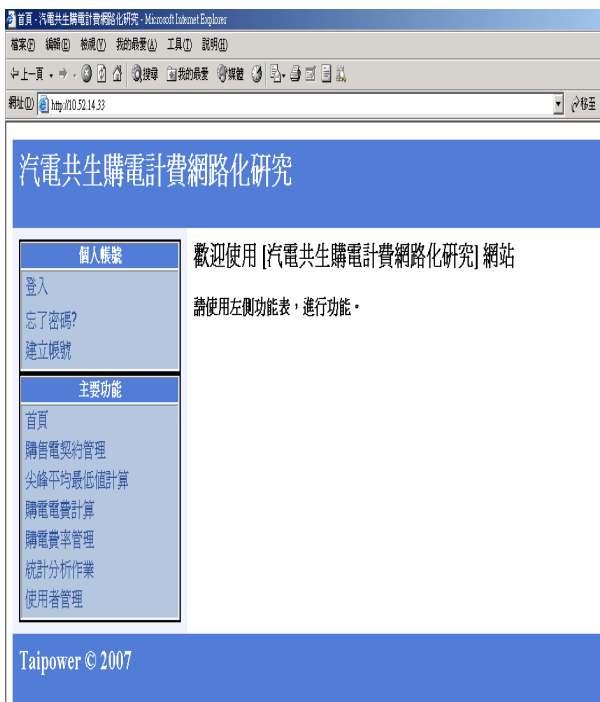 首頁 - 汽電共生購電計費網路化研究 - Microsoft Internet Explorer
檔案(F) 編輯(E) 檢視(V) 我的最愛(A) 工具(T) 說明(H)
上一頁 搜尋 我的最愛 媒體
網址(D) http://10.52.14.33 移至
汽電共生購電計費網路化研究
個人帳號
登入
忘了密碼?
建立帳號
主要功能
首頁
購售電契約管理
尖峰平均最低值計算
購電電費計算
購電費率管理
統計分析作業
使用者管理
歡迎使用 [汽電共生購電計費網路化研究] 網站
請使用左側功能表，進行功能。
Taipower © 2007